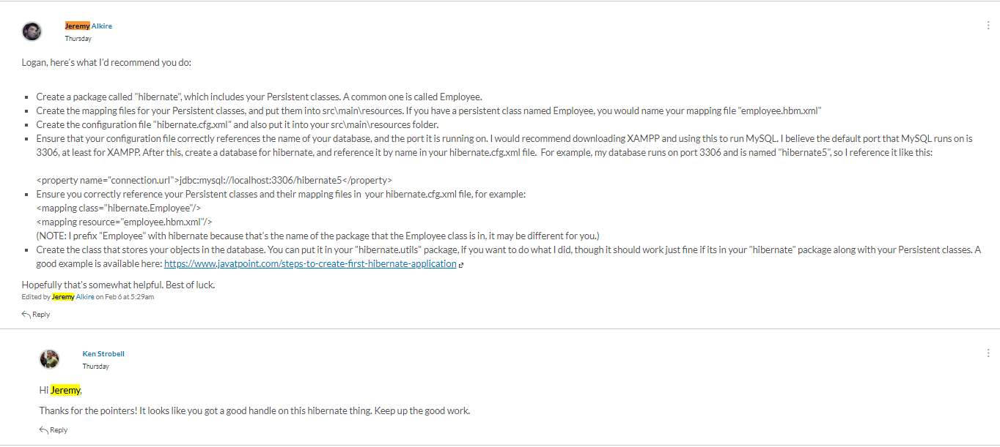 Jeremy Alkire
Thursday
Logan, here's what I'd recommend you do:
▪ Create a package called "hibernate", which includes your Persistent classes. A common one is called Employee.
▪ Create the mapping files for your Persistent classes, and put them into src\main\resources. If you have a persistent class named Employee, you would name your mapping file "employee.hbm.xml"
▪ Create the configuration file "hibernate.cfg.xml" and also put it into your src\main\resources folder.
▪ Ensure that your configuration file correctly references the name of your database, and the port it is running on. I would recommend downloading XAMPP and using this to run MySQL. I believe the default port that MySQL runs on is
3306, at least for XAMPP. After this, create a database for hibernate, and reference it by name in your hibernate.cfg.xml file. For example, my database runs on port 3306 and is named "hibernate5", so I reference it like this:
<property name="connection.url">jdbc:mysql://localhost:3306/hibernate5</property>
▪ Ensure you correctly reference your Persistent classes and their mapping files in your hibernate.cfg.xml file, for example:
<mapping class="hibernate.Employee"/>
<mapping resource="employee.hbm.xml"/>
(NOTE: I prefix "Employee" with hibernate because that's the name of the package that the Employee class is in, it may be different for you.)
▪ Create the class that stores your objects in the database. You can put it in your "hibernate.utils" package, if you want to do what I did, though it should work just fine if its in your "hibernate" package along with your Persistent classes. A
good example is available here: https://www.javatpoint.com/steps-to-create-first-hibernate-application
Hopefully that's somewhat helpful. Best of luck.
Edited by Jeremy Alkire on Feb 6 at 5:29am
Reply
Ken Strobell
Thursday
Hi Jeremy,
Thanks for the pointers! It looks like you got a good handle on this hibernate thing. Keep up the good work.
Reply